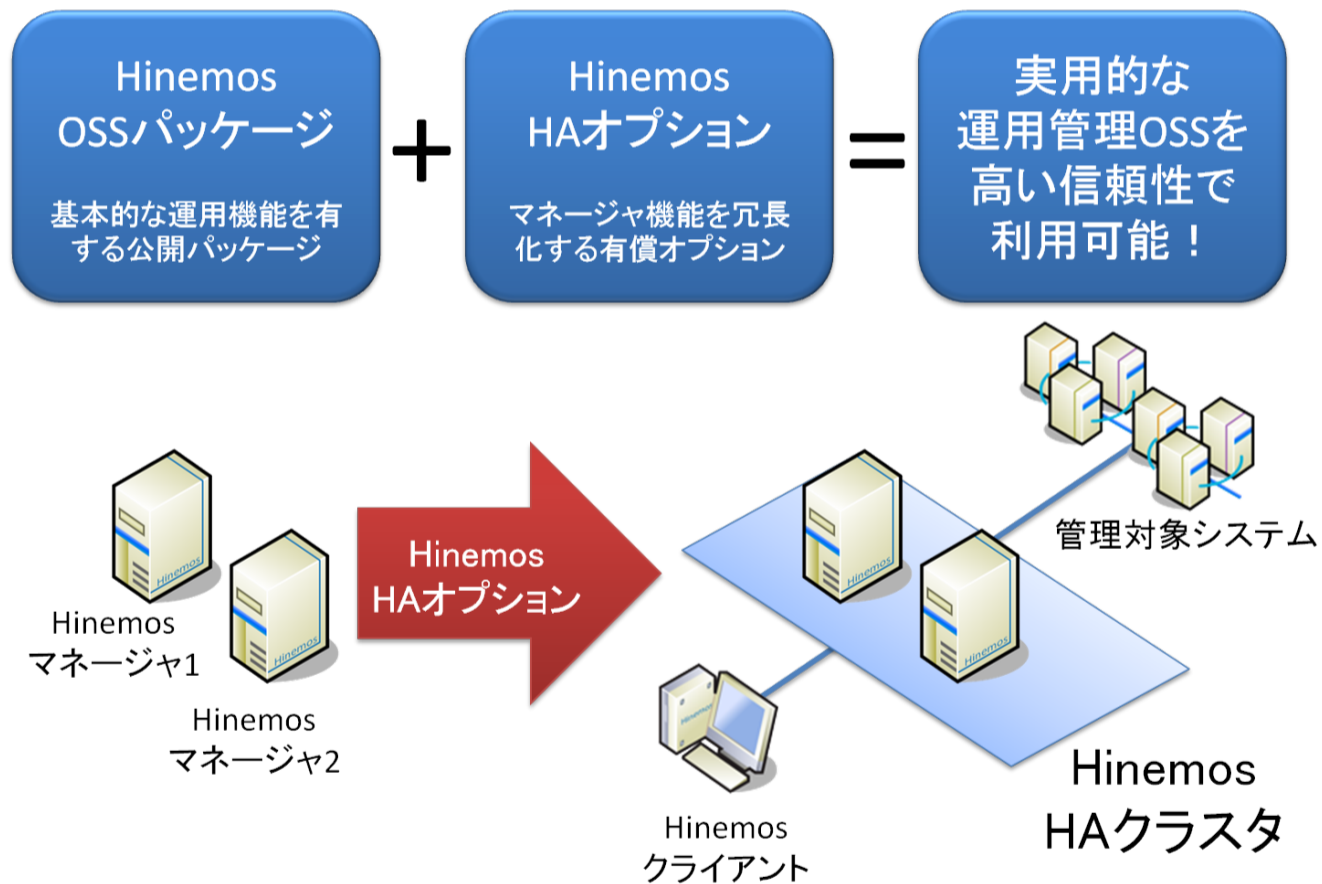 Hinemos
OSSパッケージ
基本的な運用機能を有
する公開パッケージ
+
Hinemos
HAオプション
マネージャ機能を冗長
化する有償オプション
=
実用的な
運用管理OSSを
高い信頼性で
利用可能！
Hinemos
Hinemos
Hinemos
マネージャ1
Hinemos
マネージャ2
Hinemos
HAオプション
Hinemos
Hinemos
管理対象システム
Hinemos
Hinemos
クライアント
Hinemos
HAクラスタ